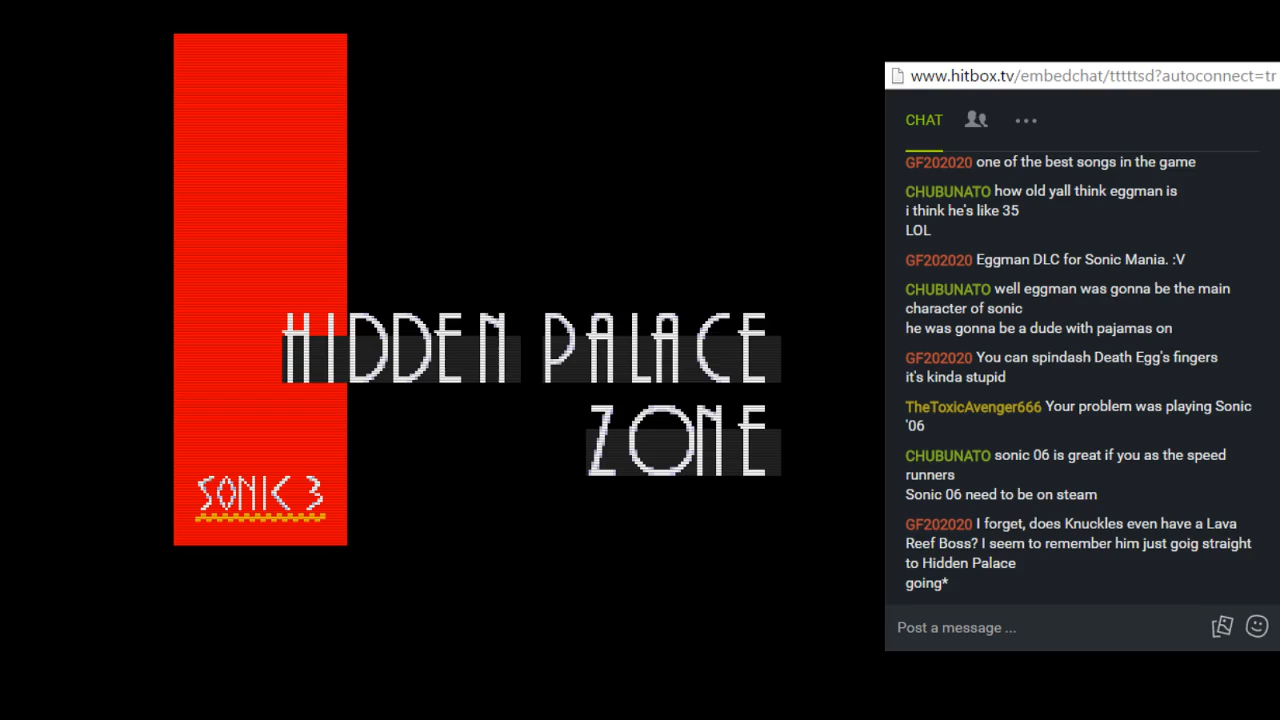 HIDDEN PALACE
ZONE
SONIC 3
www.hitbox.tv/embedchat/tttttsd?autoconnect=tr
CHAT
GF202020 one of the best songs in the game
CHUBUNATO how old yall think eggman is
i think he's like 35
LOL
GF202020 Eggman DLC for Sonic Mania. :V
CHUBUNATO well eggman was gonna be the main
character of sonic
he was gonna be a dude with pajamas on
GF202020 You can spindash Death Egg's fingers
it's kinda stupid
TheToxicAvenger666 Your problem was playing Sonic
'06
CHUBUNATO sonic 06 is great if you as the speed
runners
Sonic 06 need to be on steam
GF202020 I forget, does Knuckles even have a Lava
Reef Boss? I seem to remember him just goig straight
to Hidden Palace
going*
Post a message ...